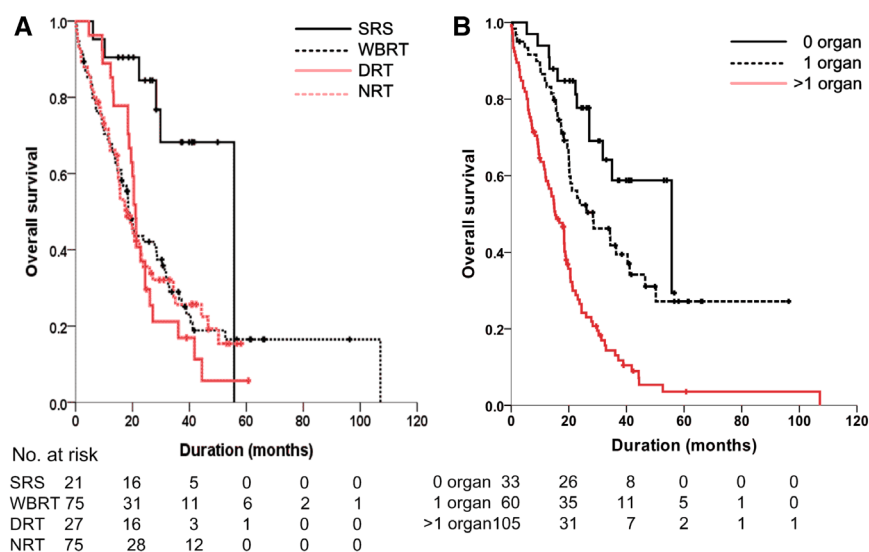 A
Overall survival
1.0
0.8
0.6
0.4
0.2
0.0
0 20 40 60 80 100 120
Duration (months)
SRS
WBRT
DRT
NRT
No. at risk
SRS 21 16 5 0 0 0
WBRT 75 31 11 6 2 1
DRT 27 16 3 1 0 0
NRT 75 28 12 0 0 0
B
Overall survival
1.0
0.8
0.6
0.4
0.2
0.0
0 20 40 60 80 100 120
Duration (months)
0 organ
1 organ
>1 organ
0 organ 33 26 8 0 0 0
1 organ 60 35 11 5 1 0
>1 organ 105 31 7 2 1 1